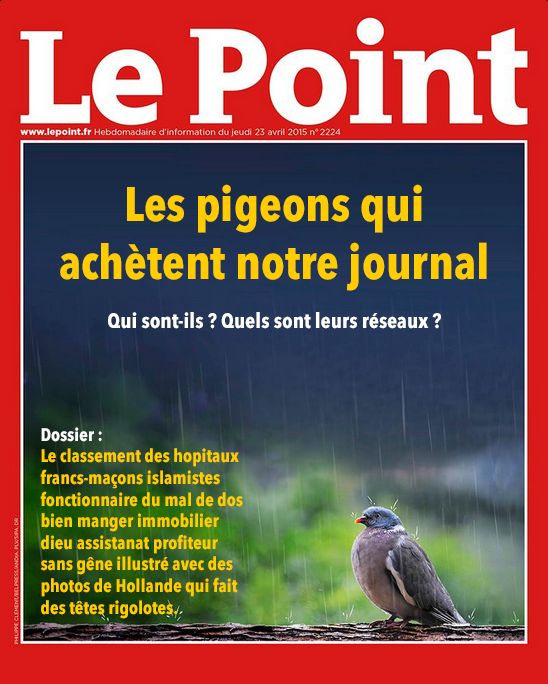 Le Point
www.lepoint.fr Hebdomadaire d'information du jeudi 23 avril 2015 n°2224
Les pigeons qui
achètent notre journal
Qui sont-ils ? Quels sont leurs réseaux ?
Dossier :
Le classement des hopitaux
francs-maçons islamistes
fonctionnaire du mal de dos
bien manger immobilier
dieu assistanat profiteur
sans gêne illustré avec des
photos de Hollande qui fait
des têtes rigolotes.